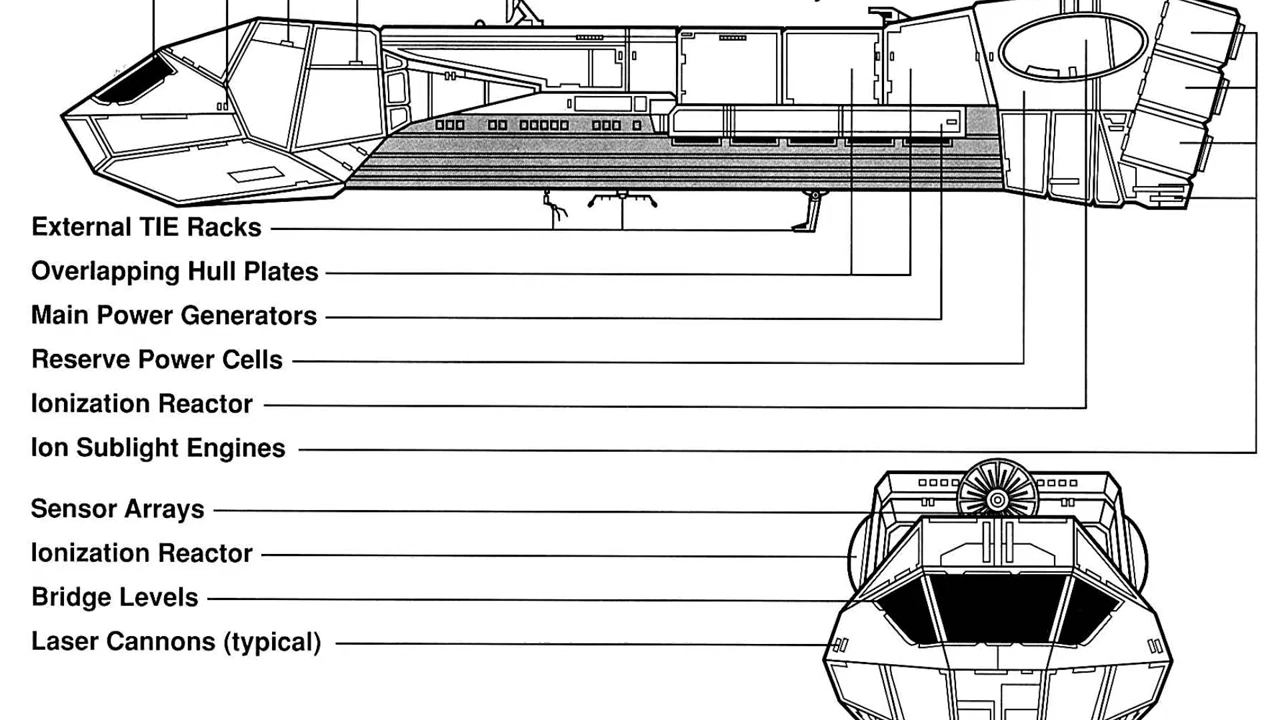 External TIE Racks
Overlapping Hull Plates
Main Power Generators
Reserve Power Cells
Ionization Reactor
Ion Sublight Engines
Sensor Arrays
Ionization Reactor
Bridge Levels
Laser Cannons (typical)